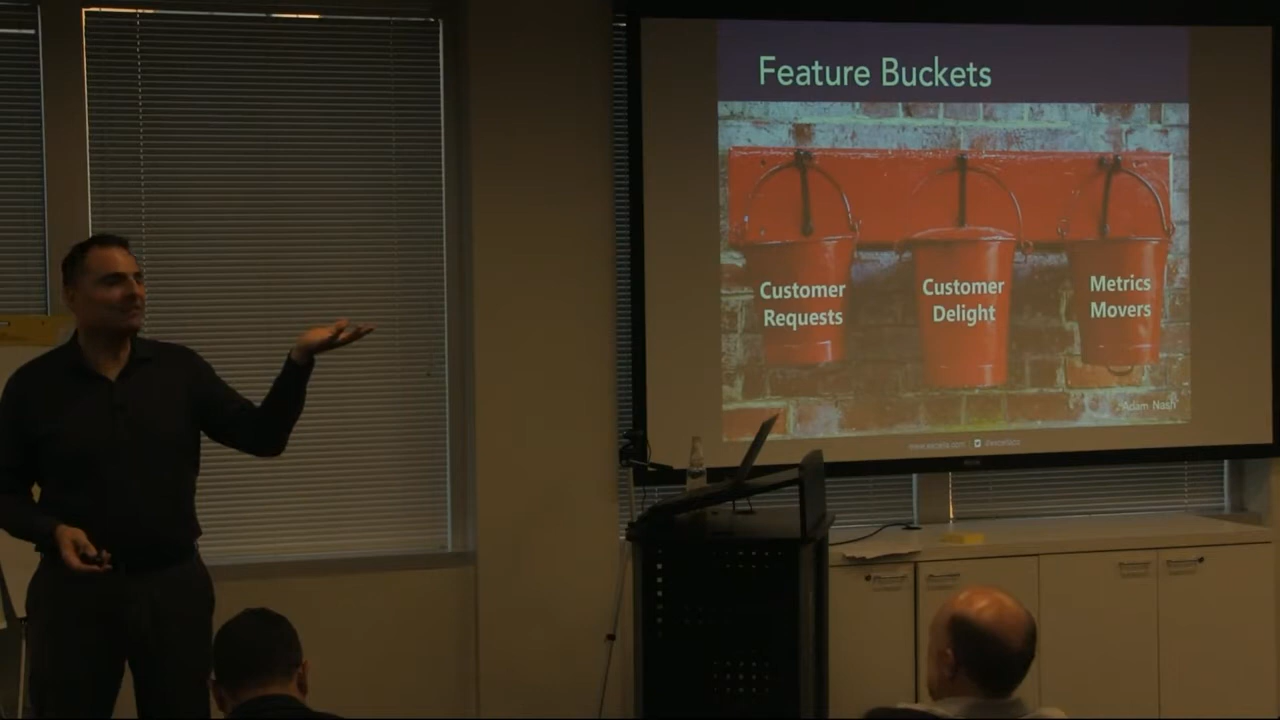 Feature Buckets
Customer
Requests
Customer
Delight
Metrics
Movers
Adam Nash